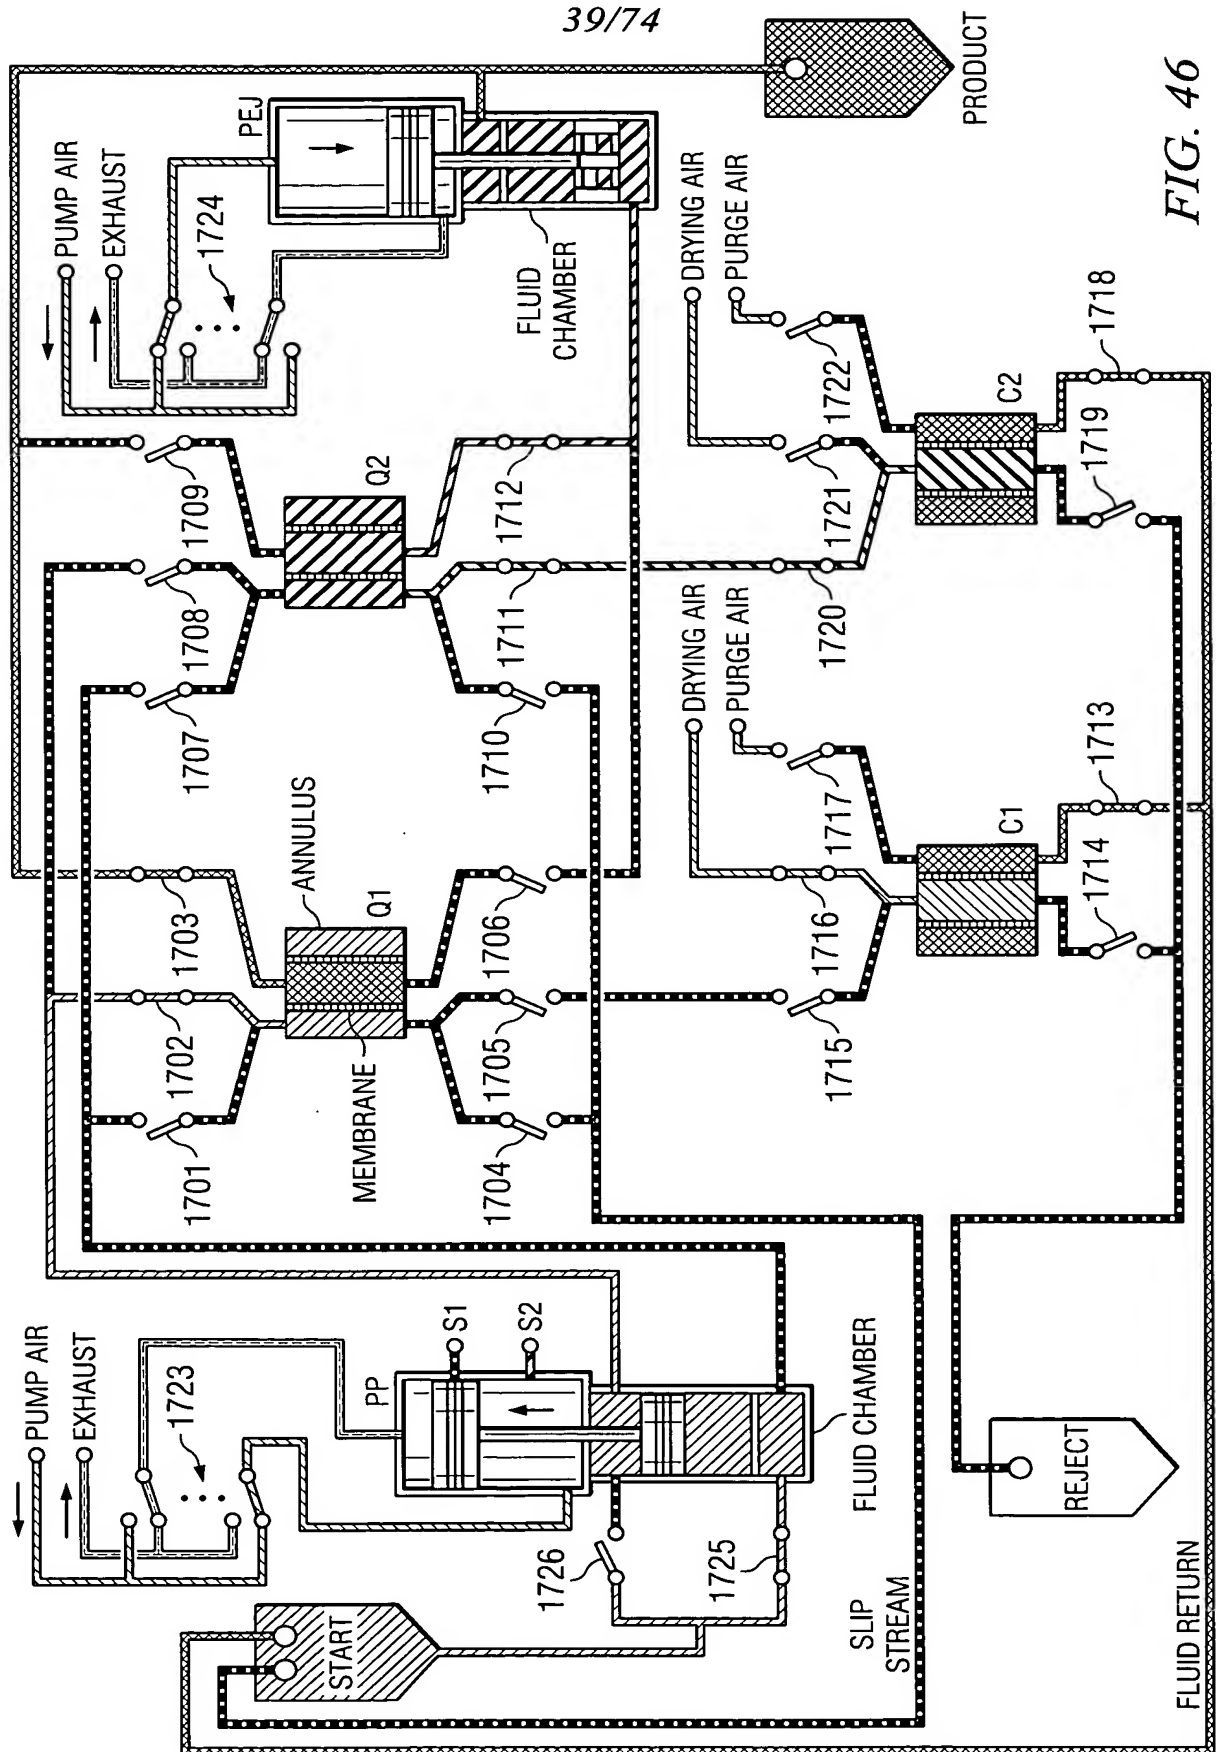 39/74
PUMP AIR
EXHAUST
1724
PEJ
FLUID
CHAMBER
PRODUCT
FIG. 46
1709
1708
1707
Q2
1712
1711
1710
DRYING AIR
PURGE AIR
1722
1721
1720
C2
1718
1719
ANNULUS
Q1
1703
1702
1701
MEMBRANE
1706
1705
1704
DRYING AIR
PURGE AIR
1717
1716
1715
C1
1713
1714
PUMP AIR
EXHAUST
1723
PP
S1
S2
FLUID CHAMBER
1726
1725
START
SLIP
STREAM
REJECT
FLUID RETURN